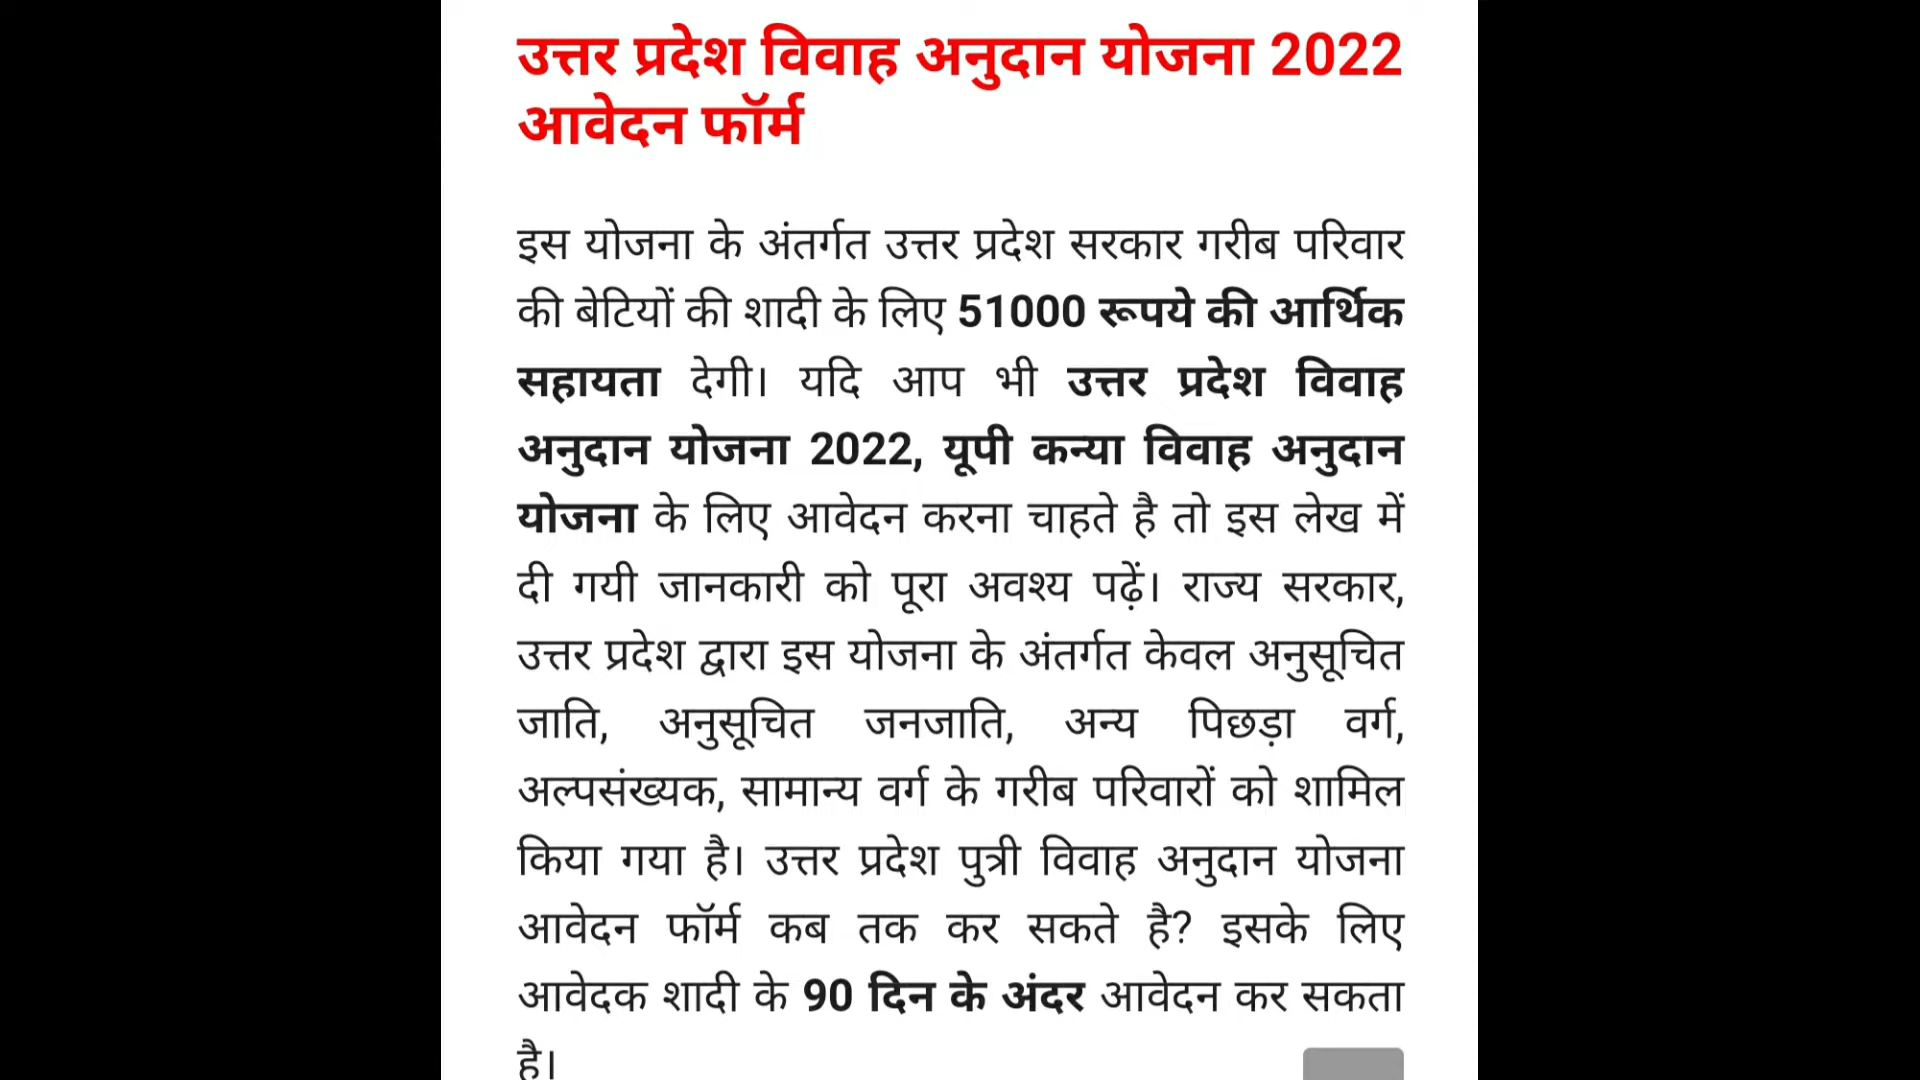 उत्तर प्रदेश विवाह अनुदान योजना 2022
आवेदन फॉर्म
इस योजना के अंतर्गत उत्तर प्रदेश सरकार गरीब परिवार
की बेटियों की शादी के लिए 51000 रूपये की आर्थिक
सहायता देगी। यदि आप भी उत्तर प्रदेश विवाह
अनुदान योजना 2022, यूपी कन्या विवाह अनुदान
योजना के लिए आवेदन करना चाहते है तो इस लेख में
दी गयी जानकारी को पूरा अवश्य पढ़ें। राज्य सरकार,
उत्तर प्रदेश द्वारा इस योजना के अंतर्गत केवल अनुसूचित
जाति, अनुसूचित जनजाति, अन्य पिछड़ा वर्ग,
अल्पसंख्यक, सामान्य वर्ग के गरीब परिवारों को शामिल
किया गया है। उत्तर प्रदेश पुत्री विवाह अनुदान योजना
आवेदन फॉर्म कब तक कर सकते है? इसके लिए
आवेदक शादी के 90 दिन के अंदर आवेदन कर सकता
है।